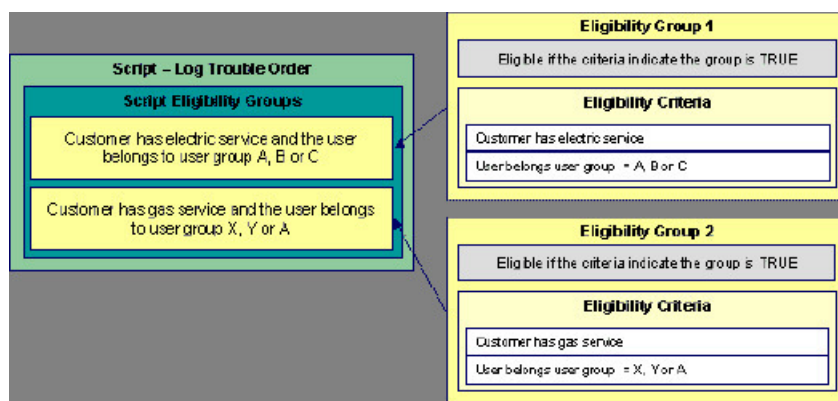 Script – Log Trouble Order
Script Eligibility Groups
Customer has electric service and the user
belongs to user group A, B or C
Customer has gas service and the user belongs
to user group X, Y or A
Eligibility Group 1
Eligible if the criteria indicate the group is TRUE
Eligibility Criteria
Customer has electric service
User belongs user group = A, B or C
Eligibility Group 2
Eligible if the criteria indicate the group is TRUE
Eligibility Criteria
Customer has gas service
User belongs user group = X, Y or A